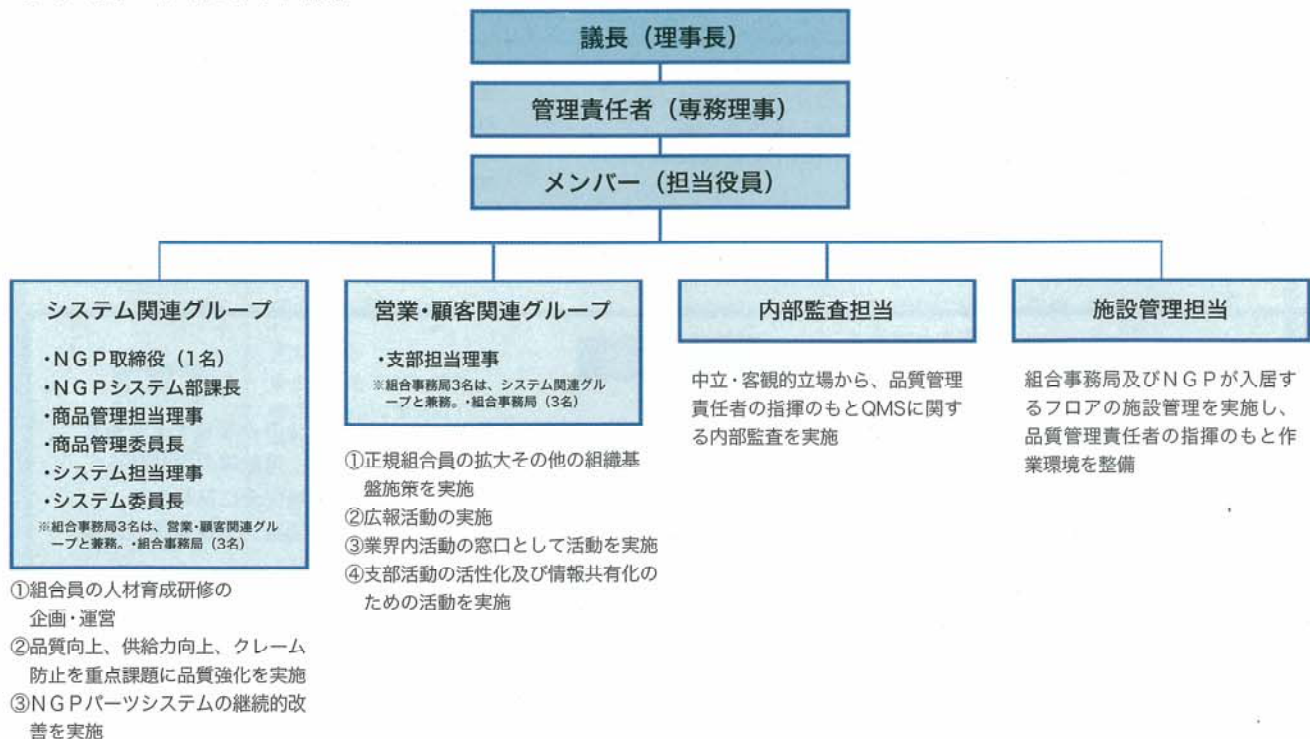 議長（理事長）
管理責任者（専務理事）
メンバー（担当役員）
システム関連グループ
・NGP取締役（1名）
・NGPシステム部課長
・商品管理担当理事
・商品管理委員長
・システム担当理事
・システム委員長
※組合事務局3名は、営業・顧客関連グル
ープと兼務。・組合事務局（3名）
①組合員の人材育成研修の
企画・運営
②品質向上、供給力向上、クレーム
防止を重点課題に品質強化を実施
③NGPパーツシステムの継続的改
善を実施
営業・顧客関連グループ
・支部担当理事
※組合事務局3名は、システム関連グル
ープと兼務。・組合事務局（3名）
①正規組合員の拡大その他の組織基
盤施策を実施
②広報活動の実施
③業界内活動の窓口として活動を実施
④支部活動の活性化及び情報共有化の
ための活動を実施
内部監査担当
中立・客観的立場から、品質管理
責任者の指揮のもとQMSに関す
る内部監査を実施
施設管理担当
組合事務局及びNGPが入居す
るフロアの施設管理を実施し、
品質管理責任者の指揮のもと作
業環境を整備